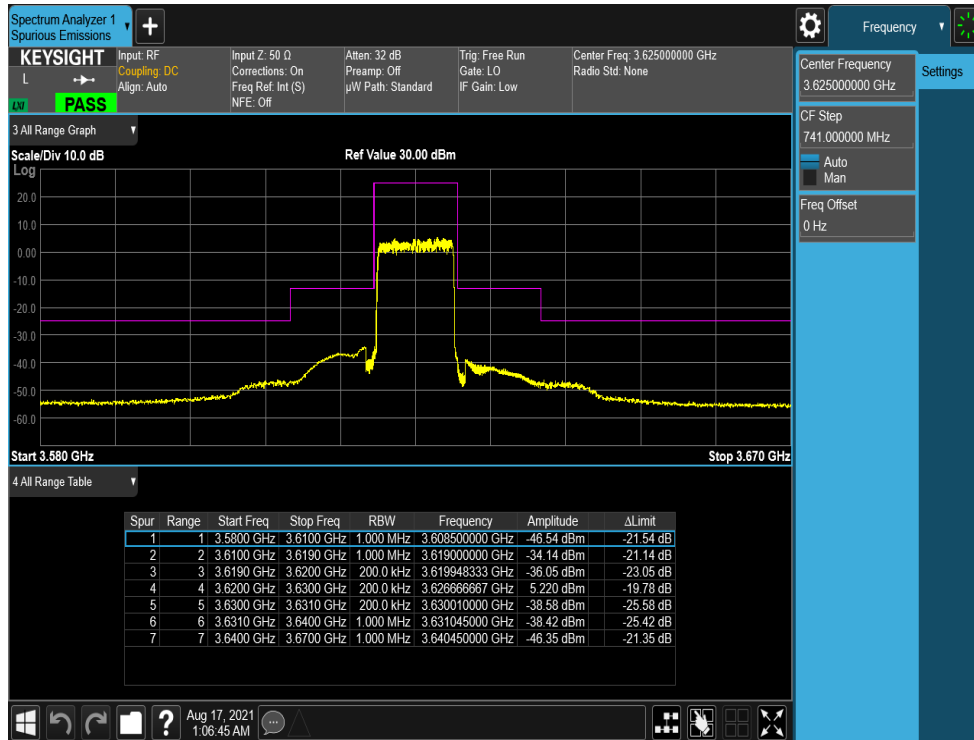 Spectrum Analyzer 1
Spurious Emissions
Frequency
KEYSIGHT
L
LXI
PASS
Input: RF
Coupling: DC
Align: Auto
Input Z: 50 Ω
Corrections: On
Freq Ref: Int (S)
NFE: Off
Atten: 32 dB
Preamp: Off
µW Path: Standard
Trig: Free Run
Gate: LO
IF Gain: Low
Center Freq: 3.625000000 GHz
Radio Std: None
Center Frequency
3.625000000 GHz
Settings
CF Step
741.000000 MHz
Auto
Man
Freq Offset
0 Hz
3 All Range Graph
Scale/Div 10.0 dB
Ref Value 30.00 dBm
Log
20.0
10.0
0.00
-10.0
-20.0
-30.0
-40.0
-50.0
-60.0
Start 3.580 GHz
Stop 3.670 GHz
4 All Range Table
Spur Range Start Freq Stop Freq RBW Frequency Amplitude ΔLimit
1 1 3.5800 GHz 3.6100 GHz 1.000 MHz 3.608500000 GHz -46.54 dBm -21.54 dB
2 2 3.6100 GHz 3.6190 GHz 1.000 MHz 3.619000000 GHz -34.14 dBm -21.14 dB
3 3 3.6190 GHz 3.6200 GHz 200.0 kHz 3.619948333 GHz -36.05 dBm -23.05 dB
4 4 3.6200 GHz 3.6300 GHz 200.0 kHz 3.626666667 GHz 5.220 dBm -19.78 dB
5 5 3.6300 GHz 3.6310 GHz 200.0 kHz 3.630010000 GHz -38.58 dBm -25.58 dB
6 6 3.6310 GHz 3.6400 GHz 1.000 MHz 3.631045000 GHz -38.42 dBm -25.42 dB
7 7 3.6400 GHz 3.6700 GHz 1.000 MHz 3.640450000 GHz -46.35 dBm -21.35 dB
Aug 17, 2021
1:06:45 AM